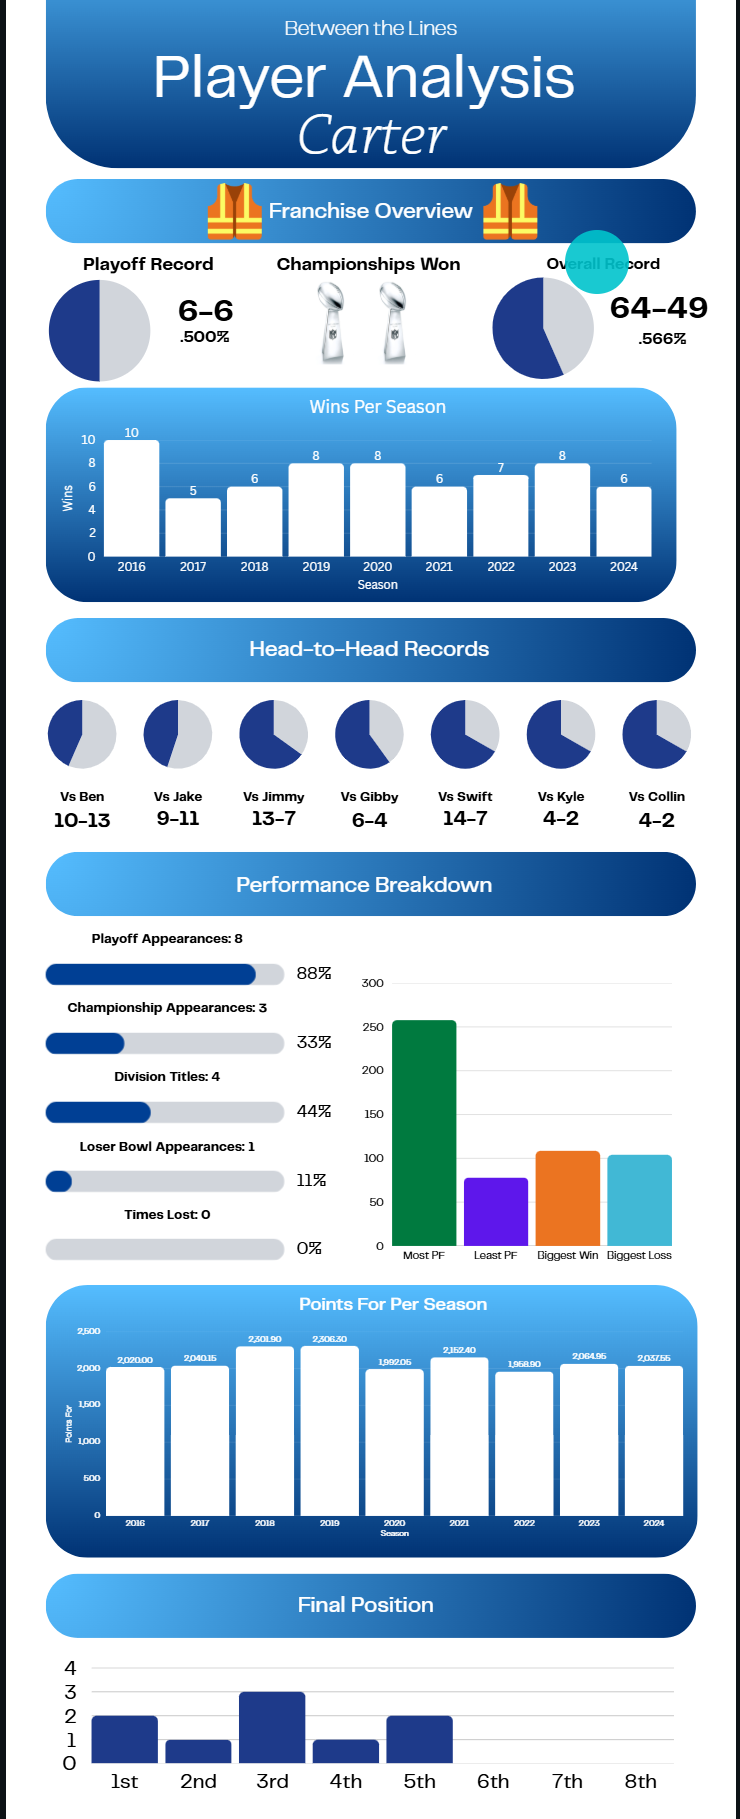 Between the Lines
Player Analysis
Carter
Franchise Overview
Playoff Record
Championships Won
Overall Record
6-6
.500%
64-49
.566%
Wins Per Season
10
8
6
4
2
0
Wins
10
5
6
8
8
6
7
8
6
2016 2017 2018 2019 2020 2021 2022 2023 2024
Season
Head-to-Head Records
Vs Ben
10-13
Vs Jake
9-11
Vs Jimmy
13-7
Vs Gibby
6-4
Vs Swift
14-7
Vs Kyle
4-2
Vs Collin
4-2
Performance Breakdown
Playoff Appearances: 8
88%
Championship Appearances: 3
33%
Division Titles: 4
44%
Loser Bowl Appearances: 1
11%
Times Lost: 0
0%
300
250
200
150
100
50
0
Most PF Least PF Biggest Win Biggest Loss
Points For Per Season
2,500
2,000
1,500
1,000
500
0
Points For
2,020.00
2,040.15
2,301.90
2,306.30
1,992.05
2,152.40
1,958.90
2,064.95
2,037.55
2016 2017 2018 2019 2020 2021 2022 2023 2024
Season
Final Position
4
3
2
1
0
1st 2nd 3rd 4th 5th 6th 7th 8th